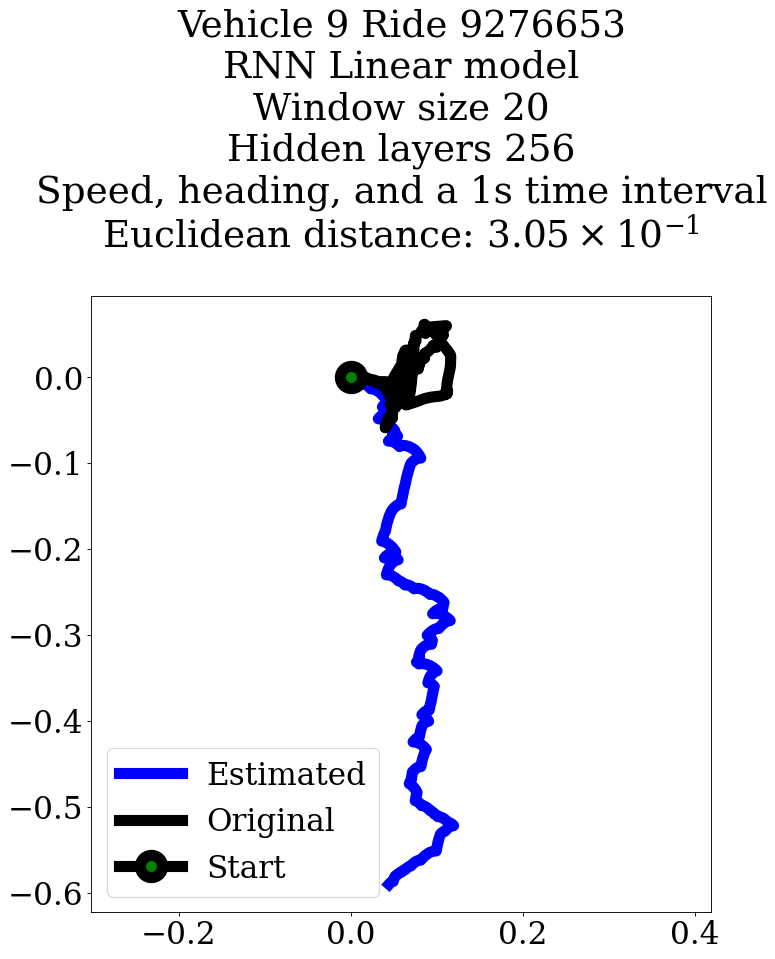 Vehicle 9 Ride 9276653
RNN Linear model
Window size 20
Hidden layers 256
Speed, heading, and a 1s time interval
Euclidean distance: 3.05 × 10⁻¹
0.0
−0.1
−0.2
−0.3
−0.4
−0.5
−0.6
Estimated
Original
Start
−0.2 0.0 0.2 0.4